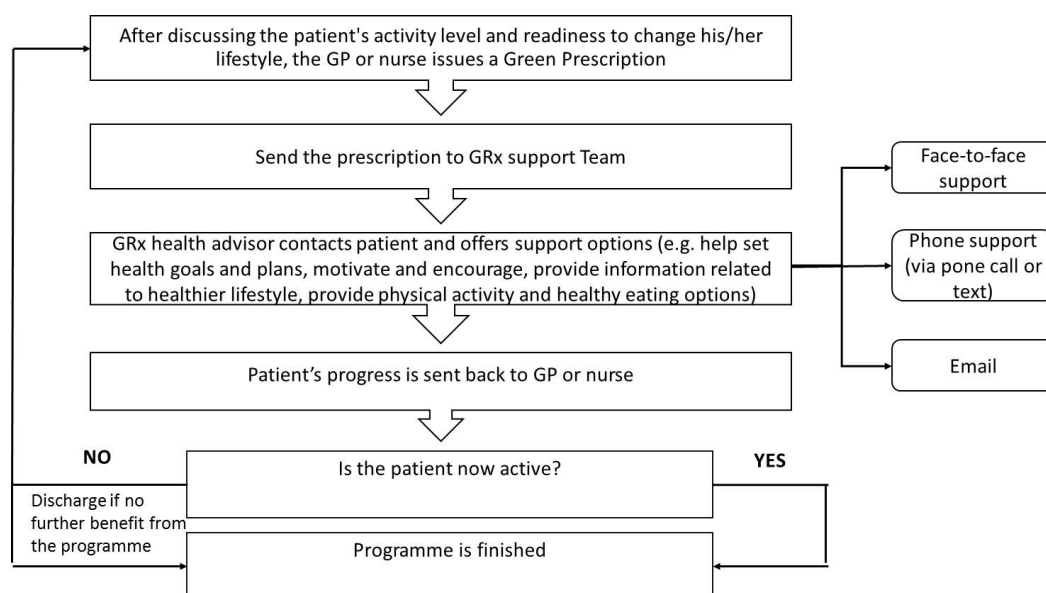 After discussing the patient's activity level and readiness to change his/her
lifestyle, the GP or nurse issues a Green Prescription
Send the prescription to GRx support Team
GRx health advisor contacts patient and offers support options (e.g. help set
health goals and plans, motivate and encourage, provide information related
to healthier lifestyle, provide physical activity and healthy eating options)
Face-to-face
support
Phone support
(via pone call or
text)
Email
Patient’s progress is sent back to GP or nurse
Is the patient now active?
NO
YES
Discharge if no
further benefit from
the programme
Programme is finished